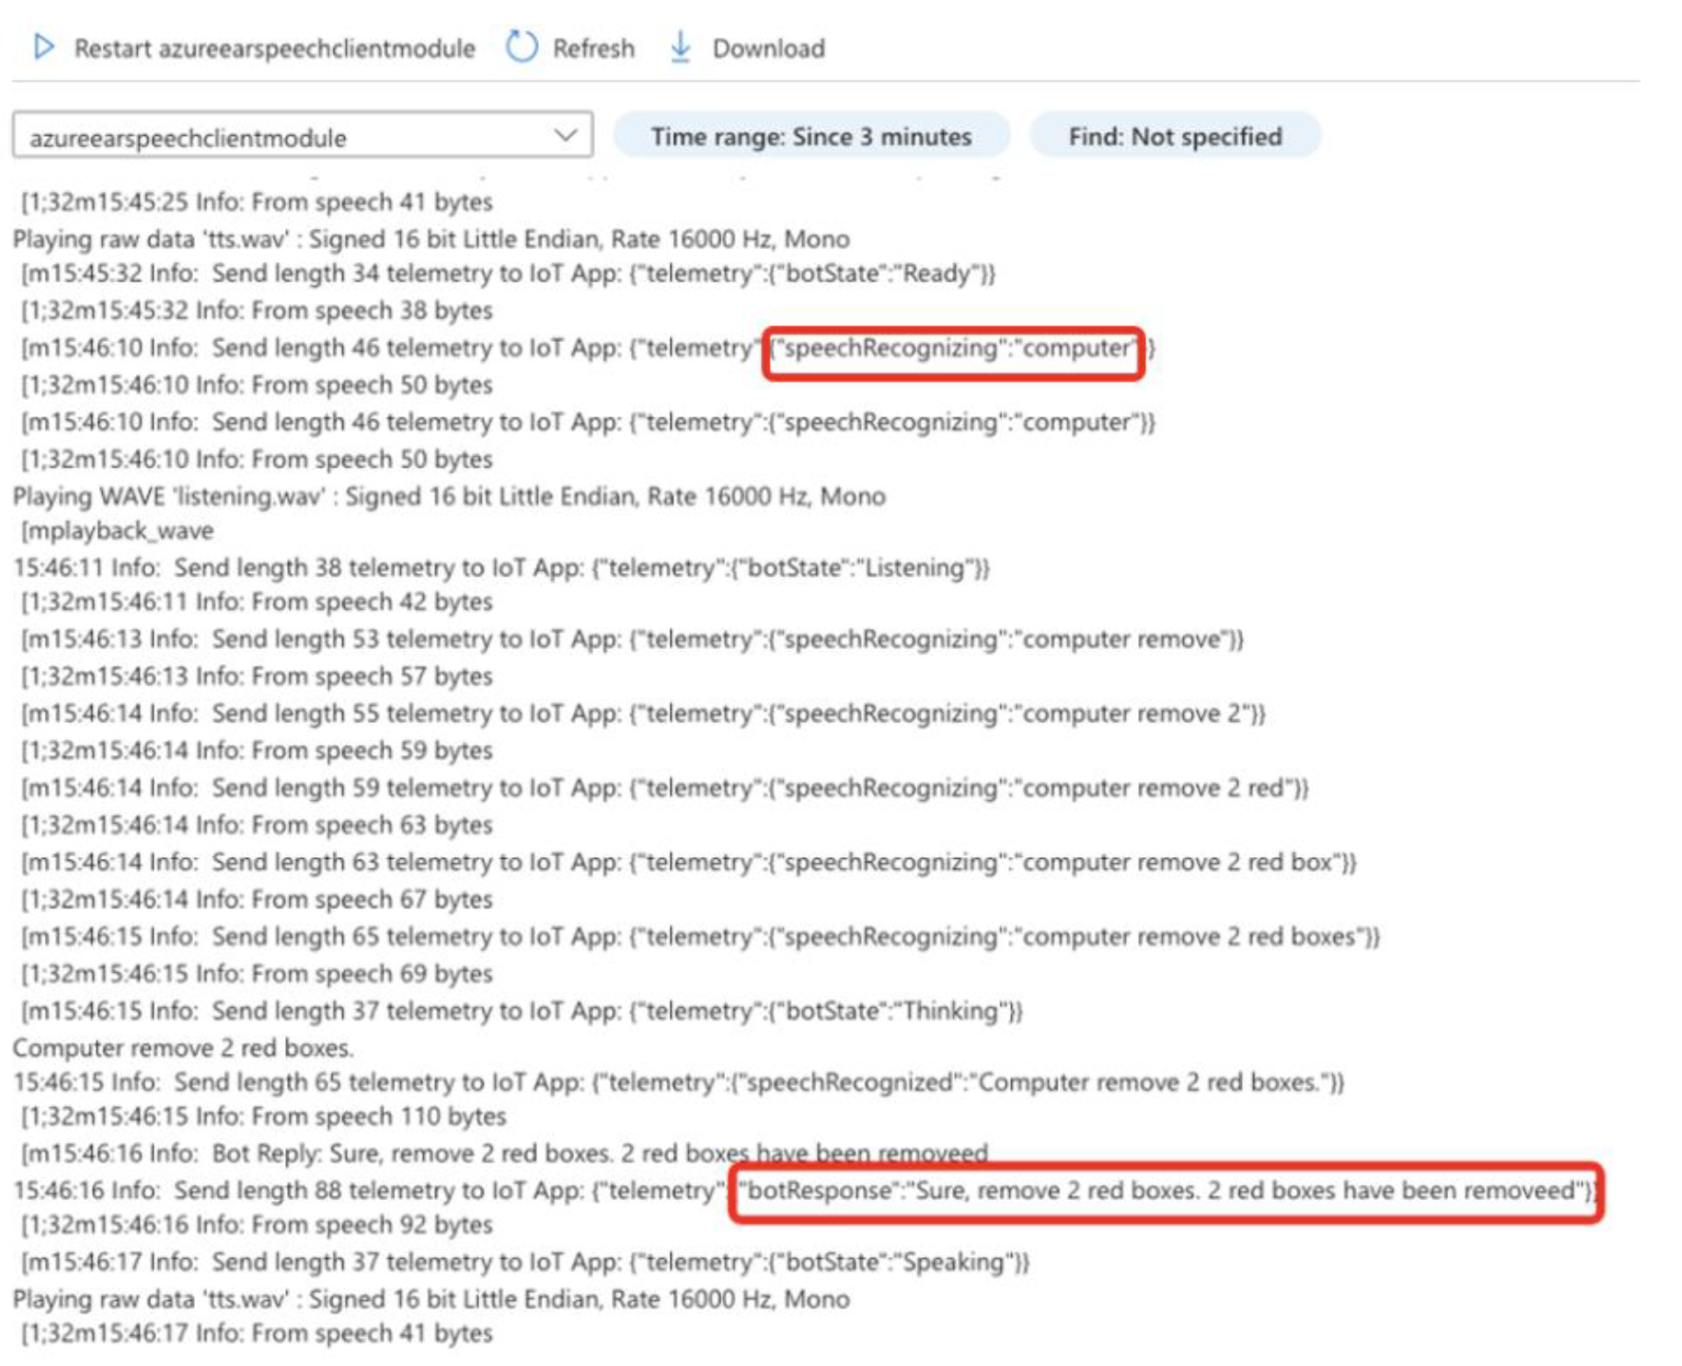 Restart azureearspeechclientmodule Refresh Download
azureearspeechclientmodule Time range: Since 3 minutes Find: Not specified
[1;32m15:45:25 Info: From speech 41 bytes
Playing raw data 'tts.wav' : Signed 16 bit Little Endian, Rate 16000 Hz, Mono
[m15:45:32 Info: Send length 34 telemetry to IoT App: {"telemetry":{"botState":"Ready"}}
[1;32m15:45:32 Info: From speech 38 bytes
[m15:46:10 Info: Send length 46 telemetry to IoT App: {"telemetry":{"speechRecognizing":"computer"}}
[1;32m15:46:10 Info: From speech 50 bytes
[m15:46:10 Info: Send length 46 telemetry to IoT App: {"telemetry":{"speechRecognizing":"computer"}}
[1;32m15:46:10 Info: From speech 50 bytes
Playing WAVE 'listening.wav' : Signed 16 bit Little Endian, Rate 16000 Hz, Mono
[mplayback_wave
15:46:11 Info: Send length 38 telemetry to IoT App: {"telemetry":{"botState":"Listening"}}
[1;32m15:46:11 Info: From speech 42 bytes
[m15:46:13 Info: Send length 53 telemetry to IoT App: {"telemetry":{"speechRecognizing":"computer remove"}}
[1;32m15:46:13 Info: From speech 57 bytes
[m15:46:14 Info: Send length 55 telemetry to IoT App: {"telemetry":{"speechRecognizing":"computer remove 2"}}
[1;32m15:46:14 Info: From speech 59 bytes
[m15:46:14 Info: Send length 59 telemetry to IoT App: {"telemetry":{"speechRecognizing":"computer remove 2 red"}}
[1;32m15:46:14 Info: From speech 63 bytes
[m15:46:14 Info: Send length 63 telemetry to IoT App: {"telemetry":{"speechRecognizing":"computer remove 2 red box"}}
[1;32m15:46:14 Info: From speech 67 bytes
[m15:46:15 Info: Send length 65 telemetry to IoT App: {"telemetry":{"speechRecognizing":"computer remove 2 red boxes"}}
[1;32m15:46:15 Info: From speech 69 bytes
[m15:46:15 Info: Send length 37 telemetry to IoT App: {"telemetry":{"botState":"Thinking"}}
Computer remove 2 red boxes.
15:46:15 Info: Send length 65 telemetry to IoT App: {"telemetry":{"speechRecognized":"Computer remove 2 red boxes."}}
[1;32m15:46:15 Info: From speech 110 bytes
[m15:46:16 Info: Bot Reply: Sure, remove 2 red boxes. 2 red boxes have been removeed
15:46:16 Info: Send length 88 telemetry to IoT App: {"telemetry":{"botResponse":"Sure, remove 2 red boxes. 2 red boxes have been removeed"}}
[1;32m15:46:16 Info: From speech 92 bytes
[m15:46:17 Info: Send length 37 telemetry to IoT App: {"telemetry":{"botState":"Speaking"}}
Playing raw data 'tts.wav' : Signed 16 bit Little Endian, Rate 16000 Hz, Mono
[1;32m15:46:17 Info: From speech 41 bytes